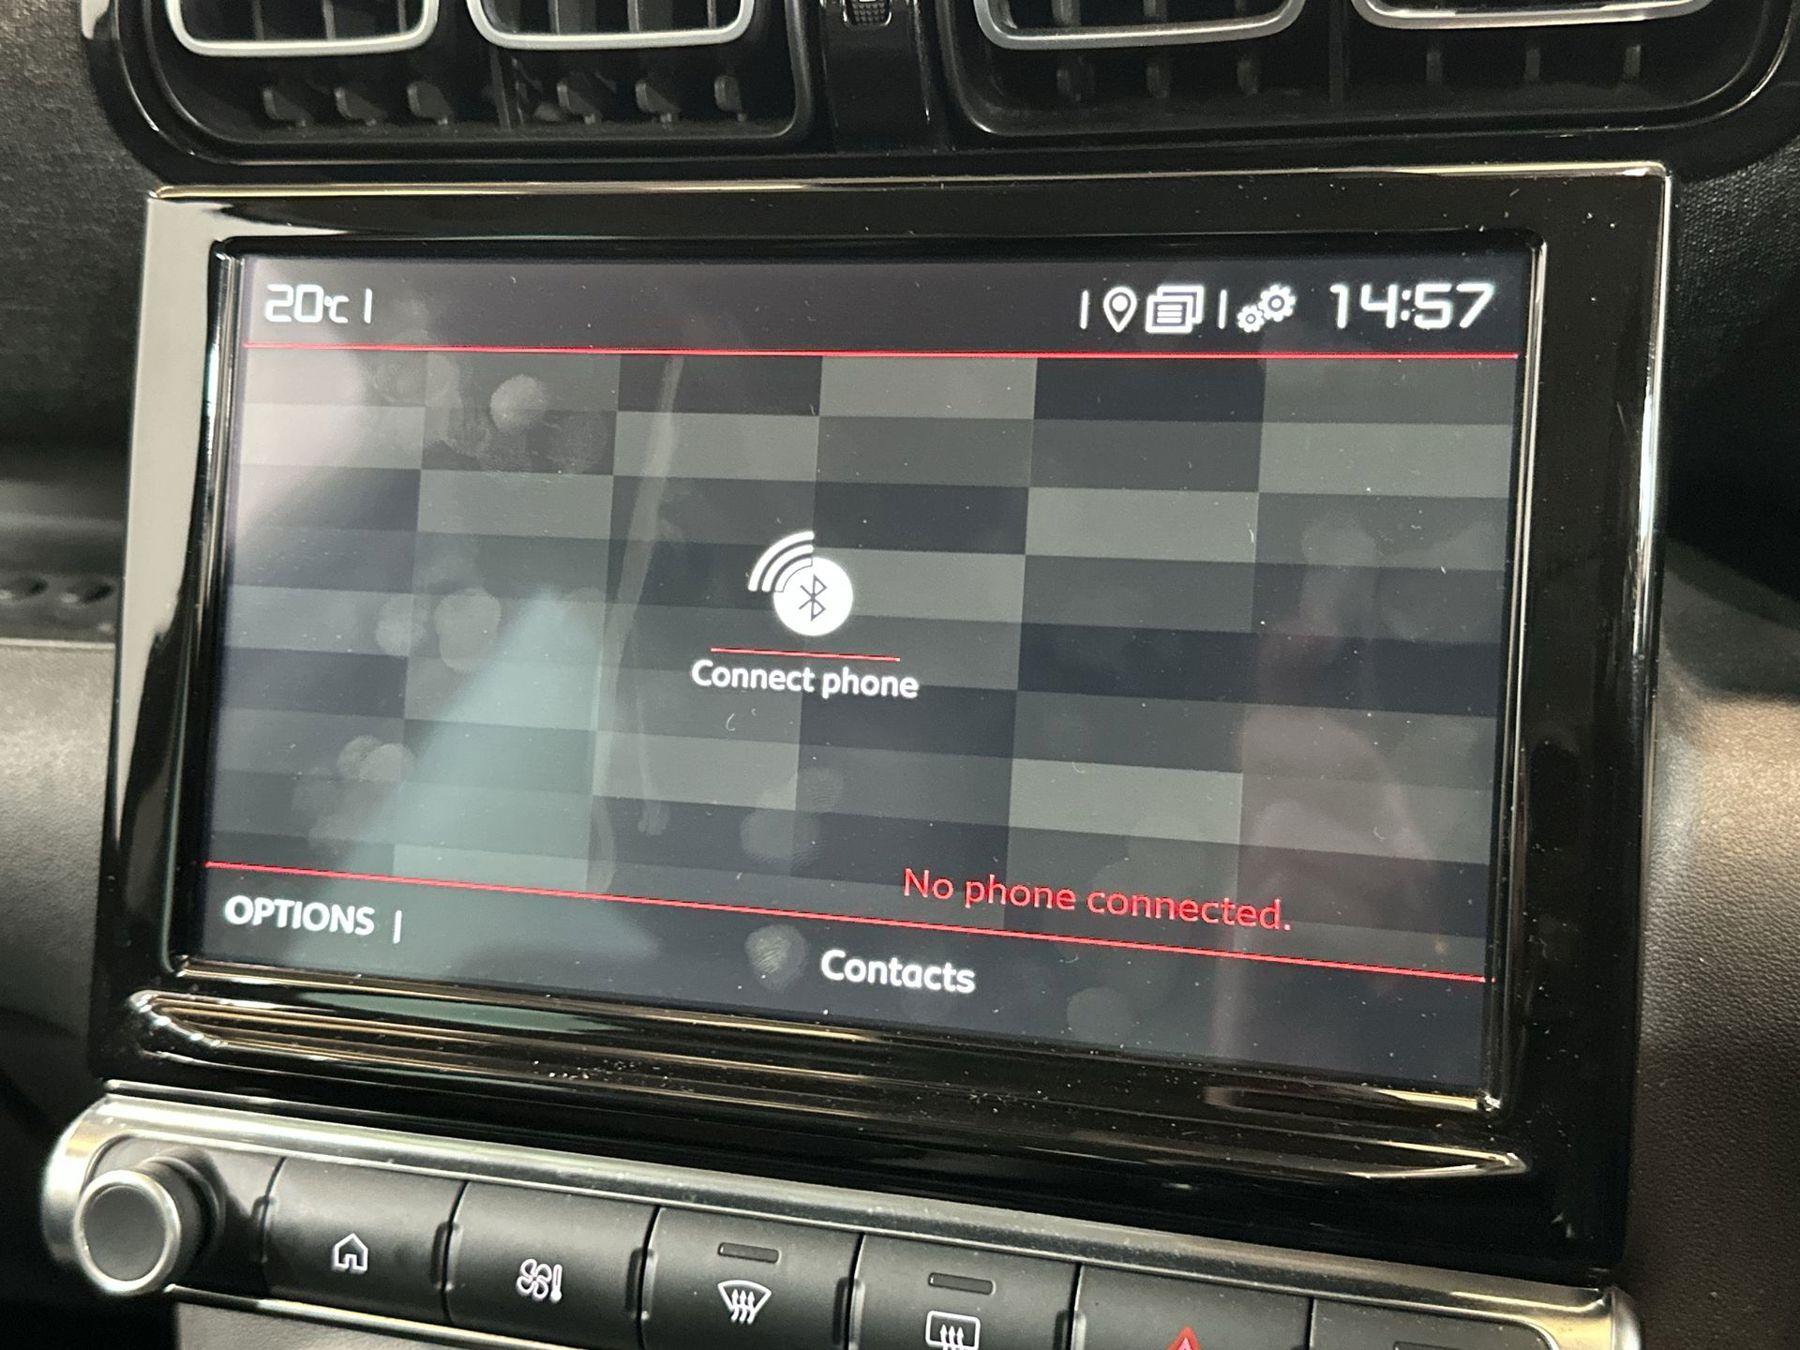 20°C
14:57
Connect phone
No phone connected.
OPTIONS
Contacts